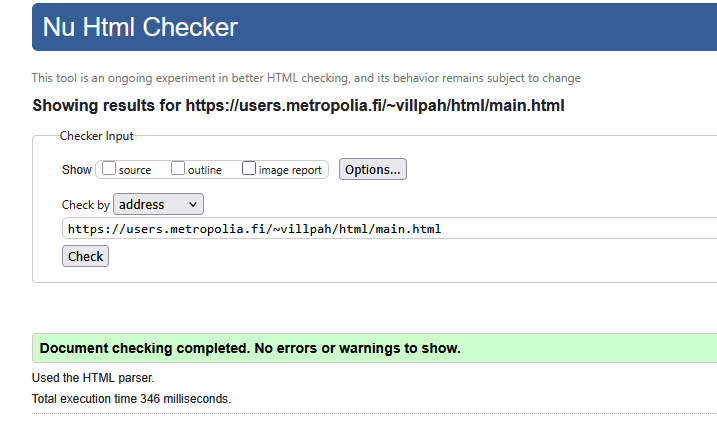 Nu Html Checker
This tool is an ongoing experiment in better HTML checking, and its behavior remains subject to change
Showing results for https://users.metropolia.fi/~villpah/html/main.html
Checker Input
Show source outline image report Options...
Check by address
https://users.metropolia.fi/~villpah/html/main.html
Check
Document checking completed. No errors or warnings to show.
Used the HTML parser.
Total execution time 346 milliseconds.